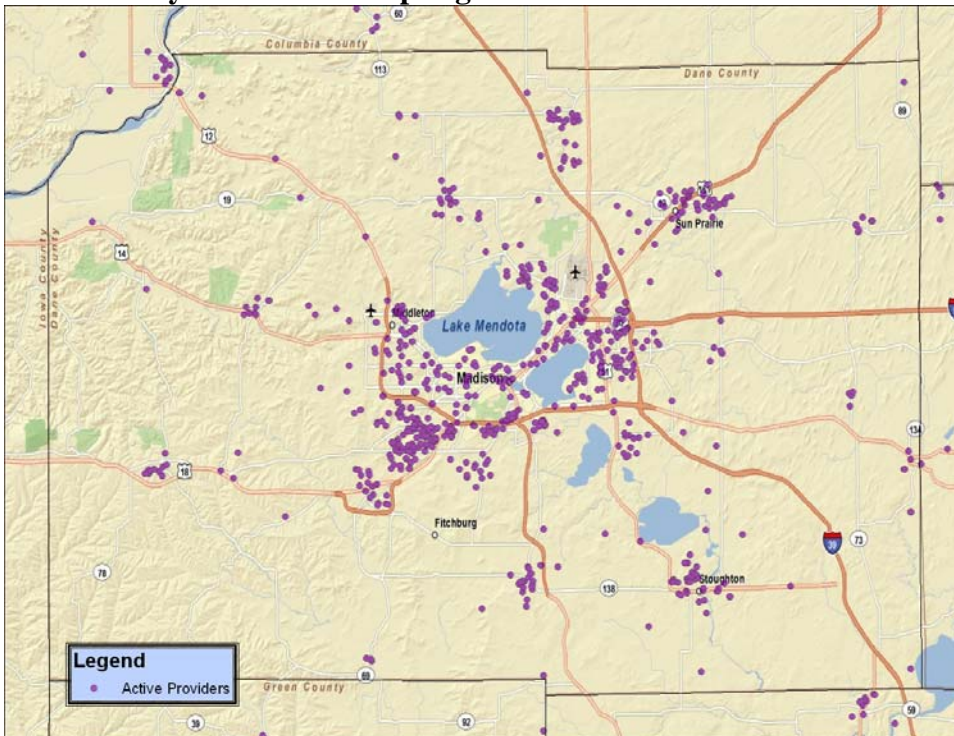 60
Columbia County
113
Dane County
89
12
19
Sun Prairie
14
Iowa County
Dane County
Middleton
Lake Mendota
Madison
134
18
Fitchburg
39
73
78
138
Stoughton
Legend
Active Providers
69
Green County
39
92
59